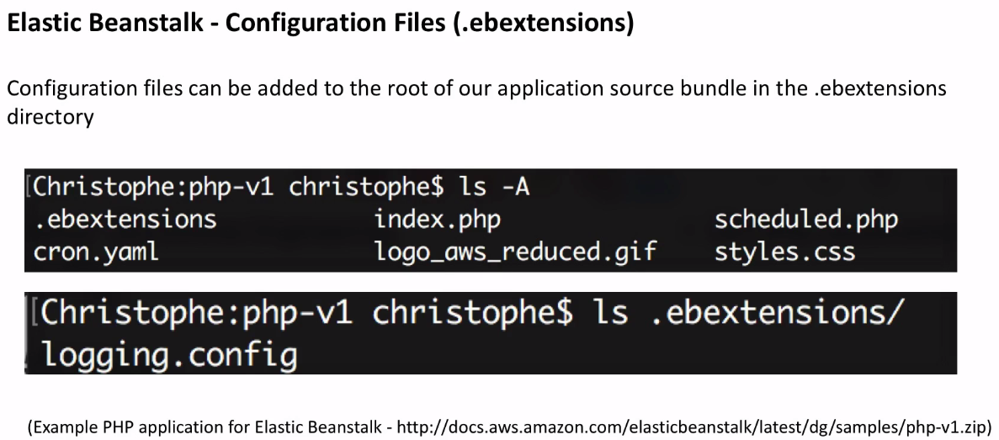 Elastic Beanstalk - Configuration Files (.ebextensions)
Configuration files can be added to the root of our application source bundle in the .ebextensions
directory
[Christophe:php-v1 christophe$ ls -A
.ebextensions index.php scheduled.php
cron.yaml logo_aws_reduced.gif styles.css
[Christophe:php-v1 christophe$ ls .ebextensions/
logging.config
(Example PHP application for Elastic Beanstalk - http://docs.aws.amazon.com/elasticbeanstalk/latest/dg/samples/php-v1.zip)